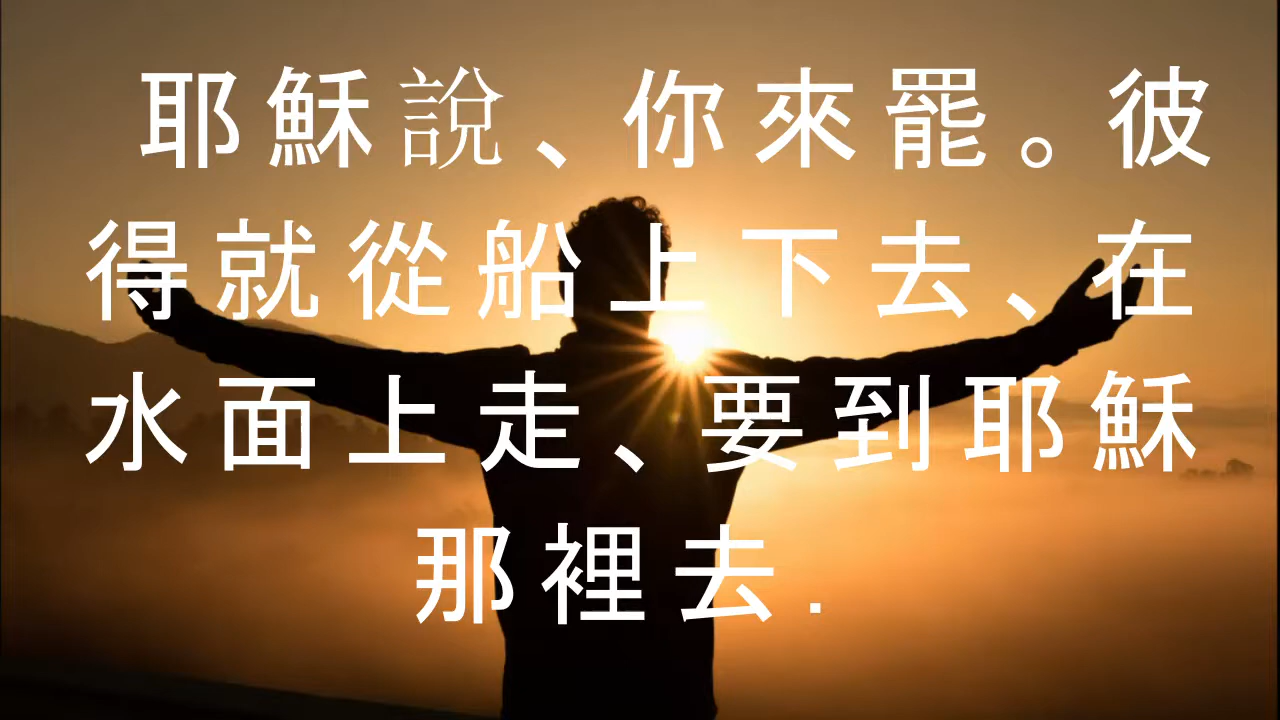 耶穌說、你來罷。彼
得就從船上下去、在
水面上走、要到耶穌
那裡去.